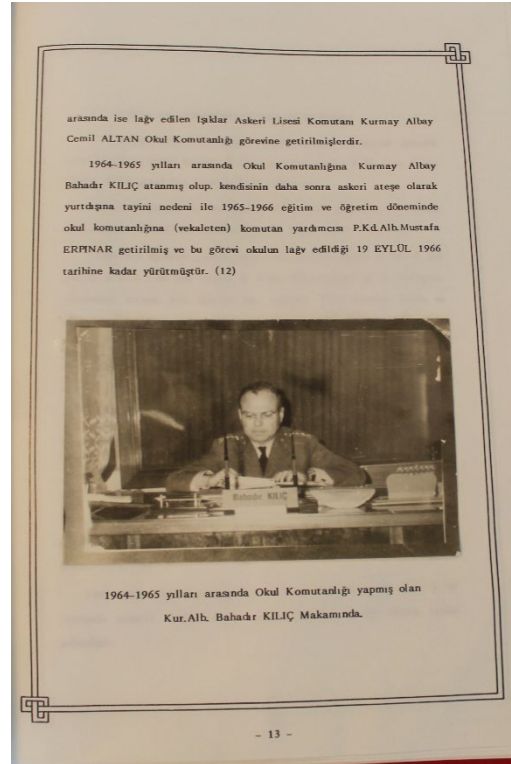 arasında ise lağv edilen Işıklar Askeri Lisesi Komutanı Kurmay Albay
Cemil ALTAN Okul Komutanlığı görevine getirilmişlerdir.
1964-1965 yılları arasında Okul Komutanlığına Kurmay Albay
Bahadır KILIÇ atanmış olup. kendisinin daha sonra askeri ateşe olarak
yurtdışına tayini nedeni ile 1965-1966 eğitim ve öğretim döneminde
okul komutanlığına (vekaleten) komutan yardımcısı P.Kd.Alb.Mustafa
ERPINAR getirilmiş ve bu görevi okulun lağv edildiği 19 EYLÜL 1966
tarihine kadar yürütmüştür. (12)
Bahadır KILIÇ
1964-1965 yılları arasında Okul Komutanlığı yapmış olan
Kur.Alb. Bahadır KILIÇ Makamında.
- 13 -